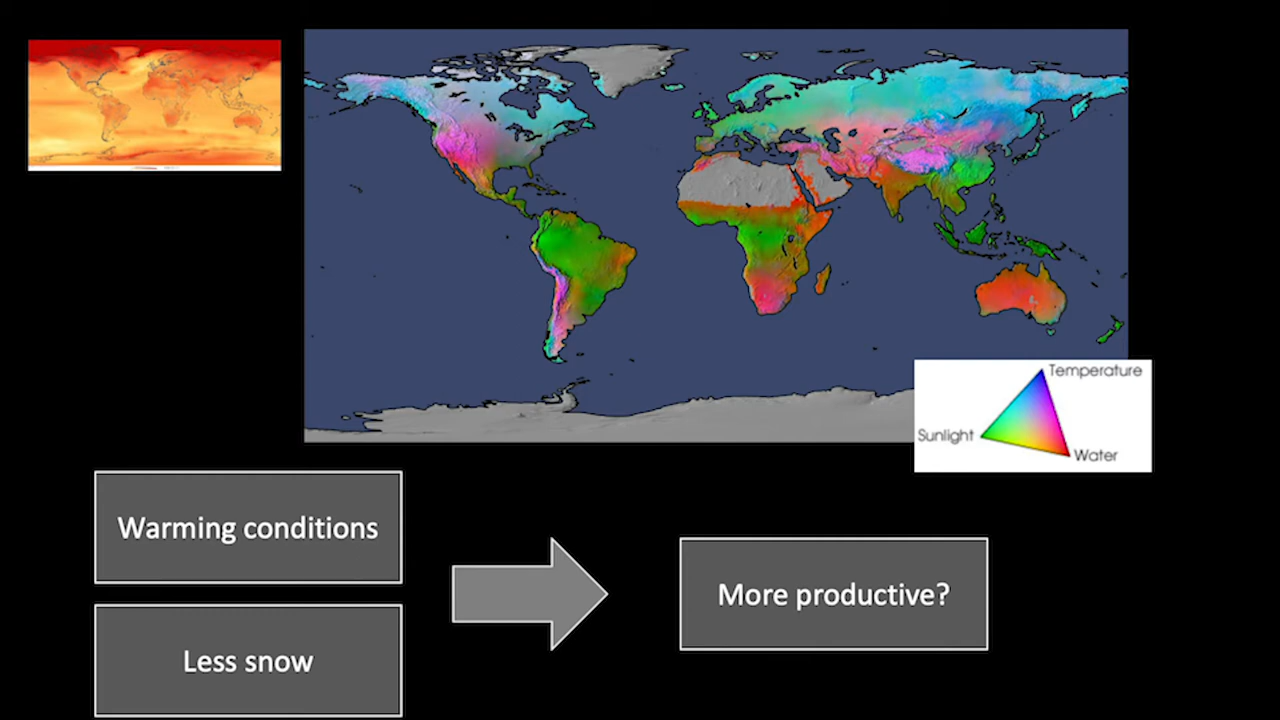 Temperature
Sunlight
Water
Warming conditions
Less snow
More productive?